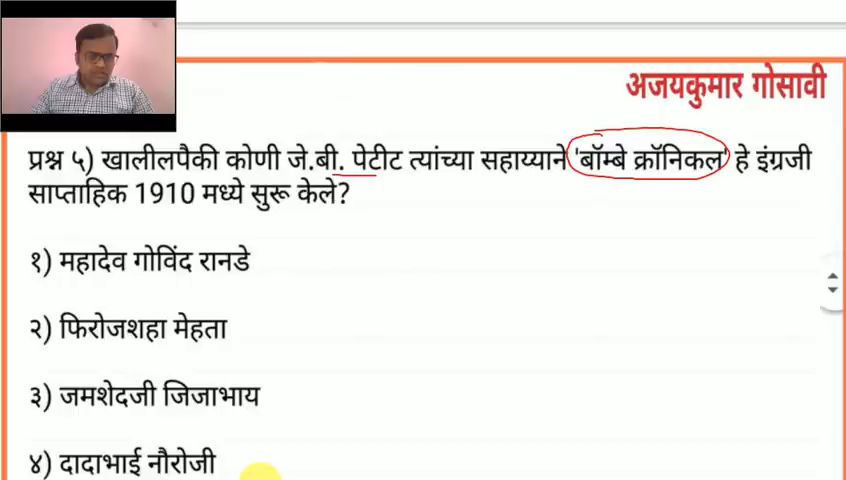 अजयकुमार गोसावी
प्रश्न ५) खालीलपैकी कोणी जे.बी. पेटीट त्यांच्या सहाय्याने 'बॉम्बे क्रॉनिकल' हे इंग्रजी
साप्ताहिक 1910 मध्ये सुरू केले?
१) महादेव गोविंद रानडे
२) फिरोजशहा मेहता
३) जमशेदजी जिजाभाय
४) दादाभाई नौरोजी